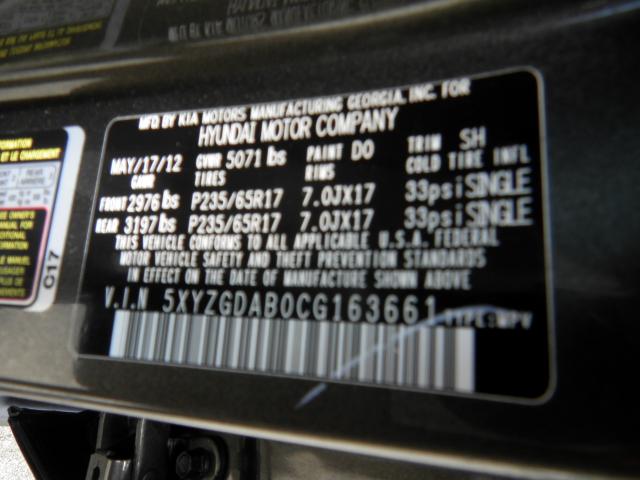 MFD BY KIA MOTORS MANUFACTURING GEORGIA, INC. FOR
HYUNDAI MOTOR COMPANY
MAY/17/12 GVWR 5071 lbs PAINT DO TRIM SH
GAWR TIRES RIMS COLD TIRE INFL
FRONT 2976 lbs P235/65R17 7.0JX17 33psi SINGLE
REAR 3197 lbs P235/65R17 7.0JX17 33psi SINGLE
THIS VEHICLE CONFORMS TO ALL APPLICABLE U.S.A. FEDERAL
MOTOR VEHICLE SAFETY AND THEFT PREVENTION STANDARDS
IN EFFECT ON THE DATE OF MANUFACTURE SHOWN ABOVE
V.I.N 5XYZGDAB0CG163661 TYPE:MPV
C17